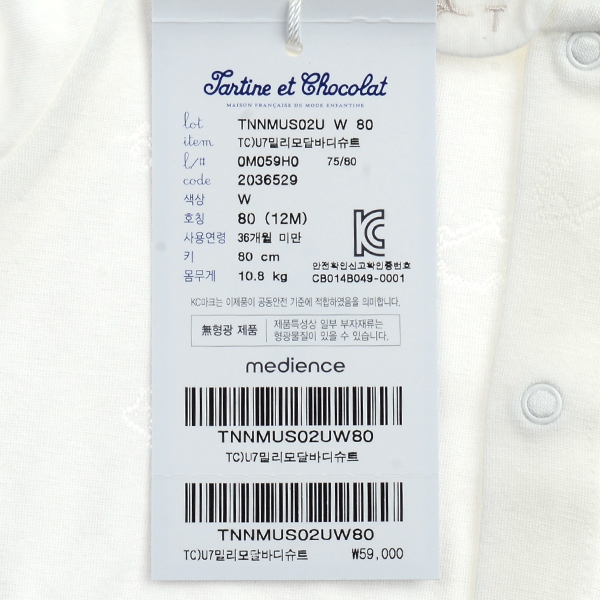 Tartine et Chocolat
MAISON FRANÇAISE DE MODE ENFANTINE
lot TNNMUS02U W 80
item TC)U7밀리모달바디슈트
l/# 0M059H0 75/80
code 2036529
색상 W
호칭 80 (12M)
사용연령 36개월 미만
키 80 cm
몸무게 10.8 kg
안전확인신고확인증번호
CB014B049-0001
KC마크는 이제품이 공통안전 기준에 적합하였음을 의미합니다.
無형광 제품
제품특성상 일부 부자재류는
형광물질이 있을 수 있습니다.
medience
TNNMUS02UW80
TC)U7밀리모달바디슈트
TNNMUS02UW80
TC)U7밀리모달바디슈트 ₩59,000